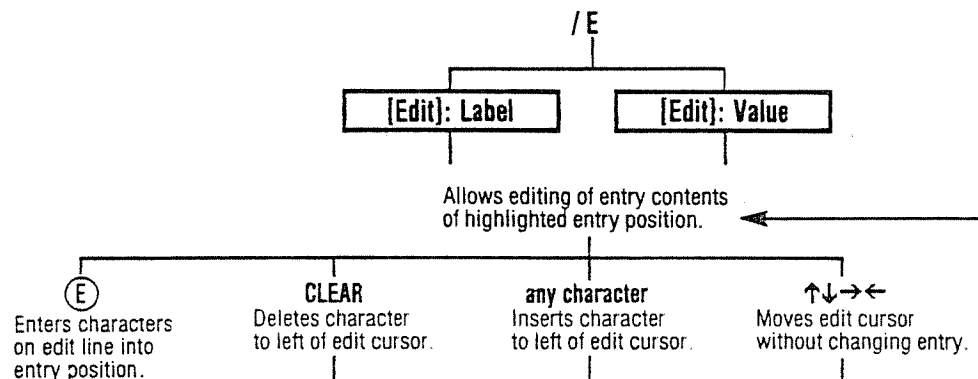 /E
[Edit]: Label
[Edit]: Value
Allows editing of entry contents
of highlighted entry position.
E
Enters characters
on edit line into
entry position.
CLEAR
Deletes character
to left of edit cursor.
any character
Inserts character
to left of edit cursor.
↑↓→←
Moves edit cursor
without changing entry.